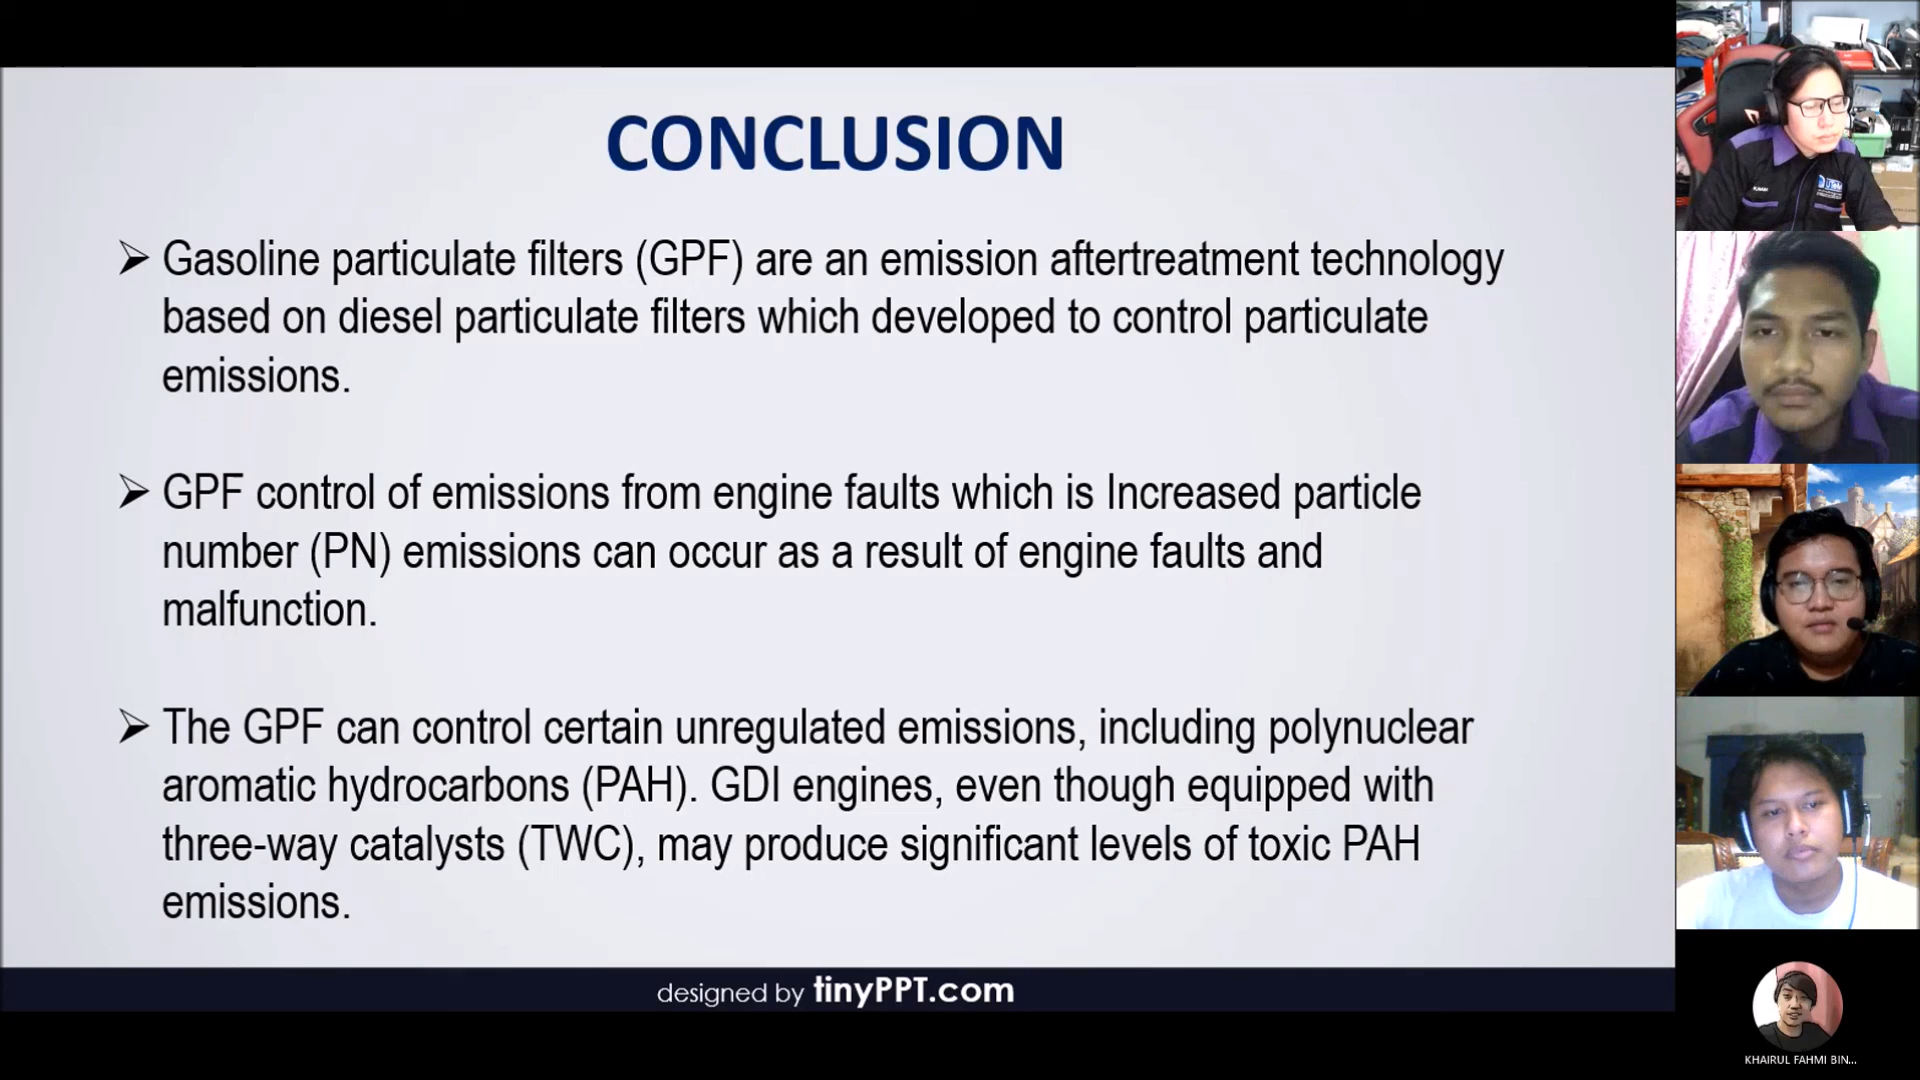 CONCLUSION
➢ Gasoline particulate filters (GPF) are an emission aftertreatment technology
based on diesel particulate filters which developed to control particulate
emissions.
➢ GPF control of emissions from engine faults which is Increased particle
number (PN) emissions can occur as a result of engine faults and
malfunction.
➢ The GPF can control certain unregulated emissions, including polynuclear
aromatic hydrocarbons (PAH). GDI engines, even though equipped with
three-way catalysts (TWC), may produce significant levels of toxic PAH
emissions.
designed by tinyPPT.com
UTeM
KHAIRUL FAHMI BIN...